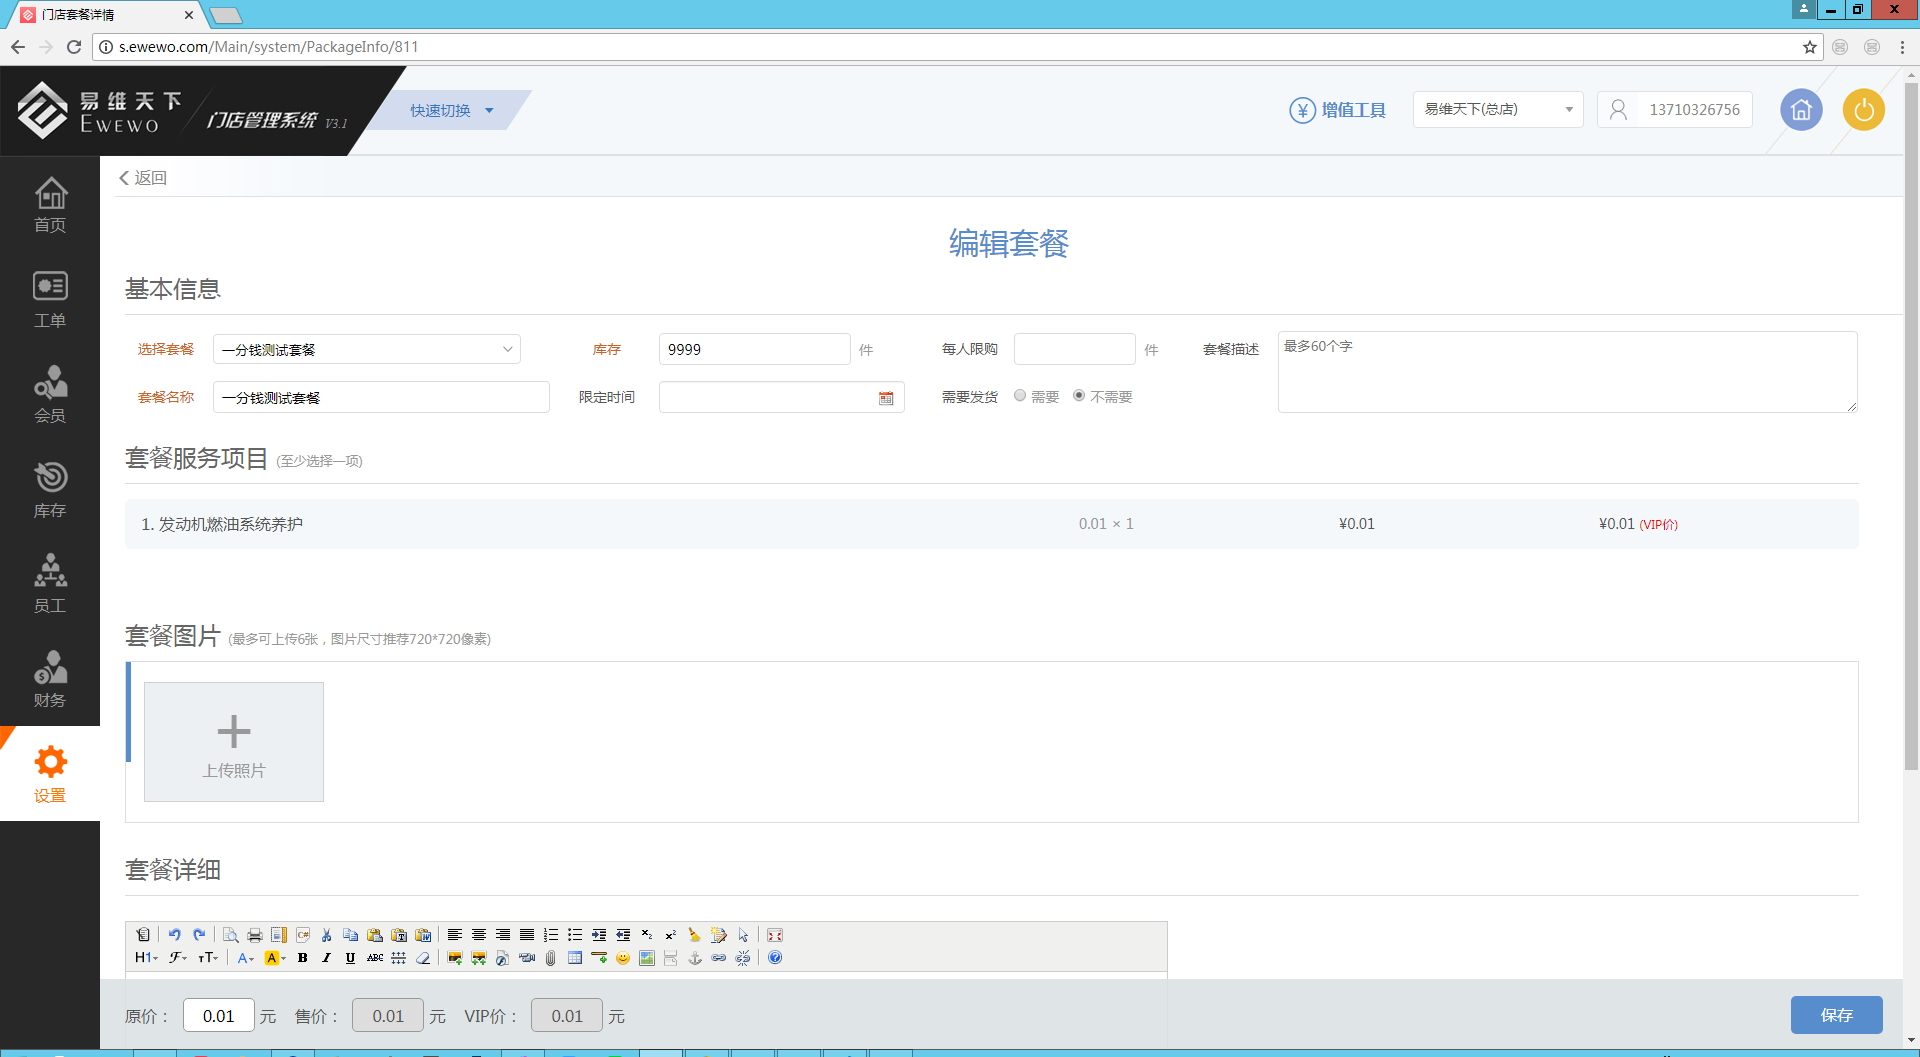 门店套餐详情
s.ewewo.com/Main/system/PackageInfo/811
易维天下
EWEWO
门店管理系统 V3.1
快速切换
增值工具
易维天下(总店)
13710326756
返回
首页
工单
会员
库存
员工
财务
设置
编辑套餐
基本信息
选择套餐 一分钱测试套餐 库存 9999 件 每人限购 件 套餐描述 最多60个字
套餐名称 一分钱测试套餐 限定时间 需要发货 需要 不需要
套餐服务项目 (至少选择一项)
1. 发动机燃油系统养护 0.01 × 1 ¥0.01 ¥0.01 (VIP价)
套餐图片 (最多可上传6张，图片尺寸推荐720*720像素)
上传照片
套餐详细
原价： 0.01 元 售价： 0.01 元 VIP价： 0.01 元
保存